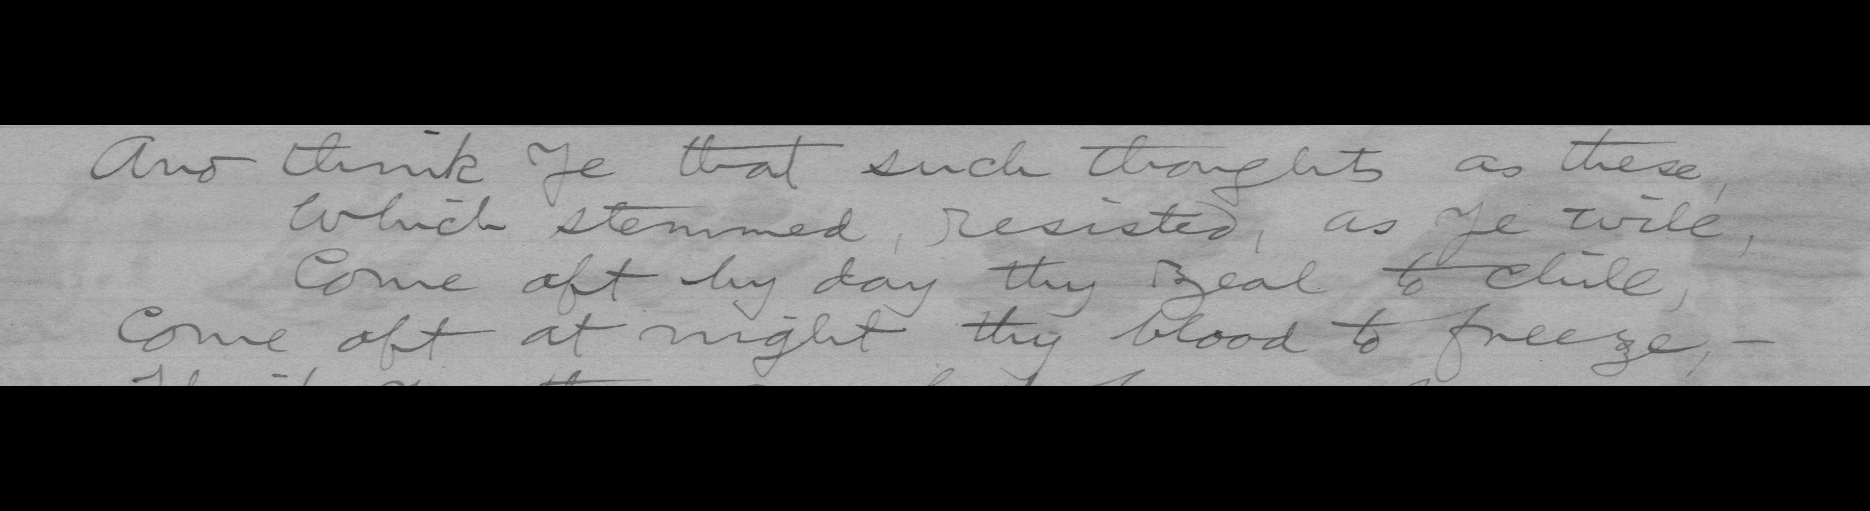 And think Ye that such thoughts as these,
Which stemmed, resisted, as Ye will,
Come oft by day thy Zeal to chill,
Come oft at night thy blood to freeze,—